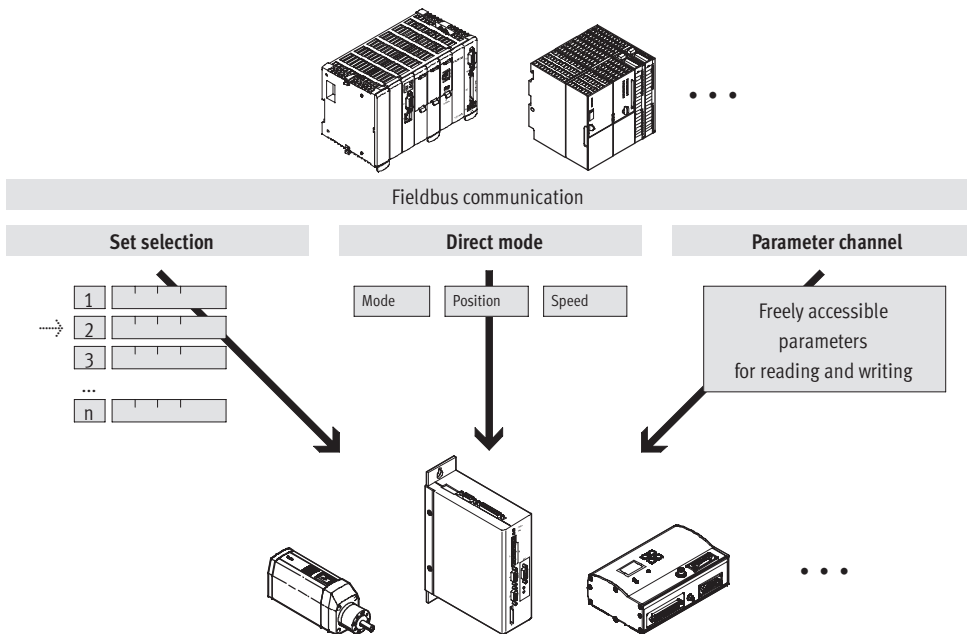 • • •
Fieldbus communication
Set selection
Direct mode
Parameter channel
1
2
3
...
n
Mode
Position
Speed
Freely accessible
parameters
for reading and writing
• • •